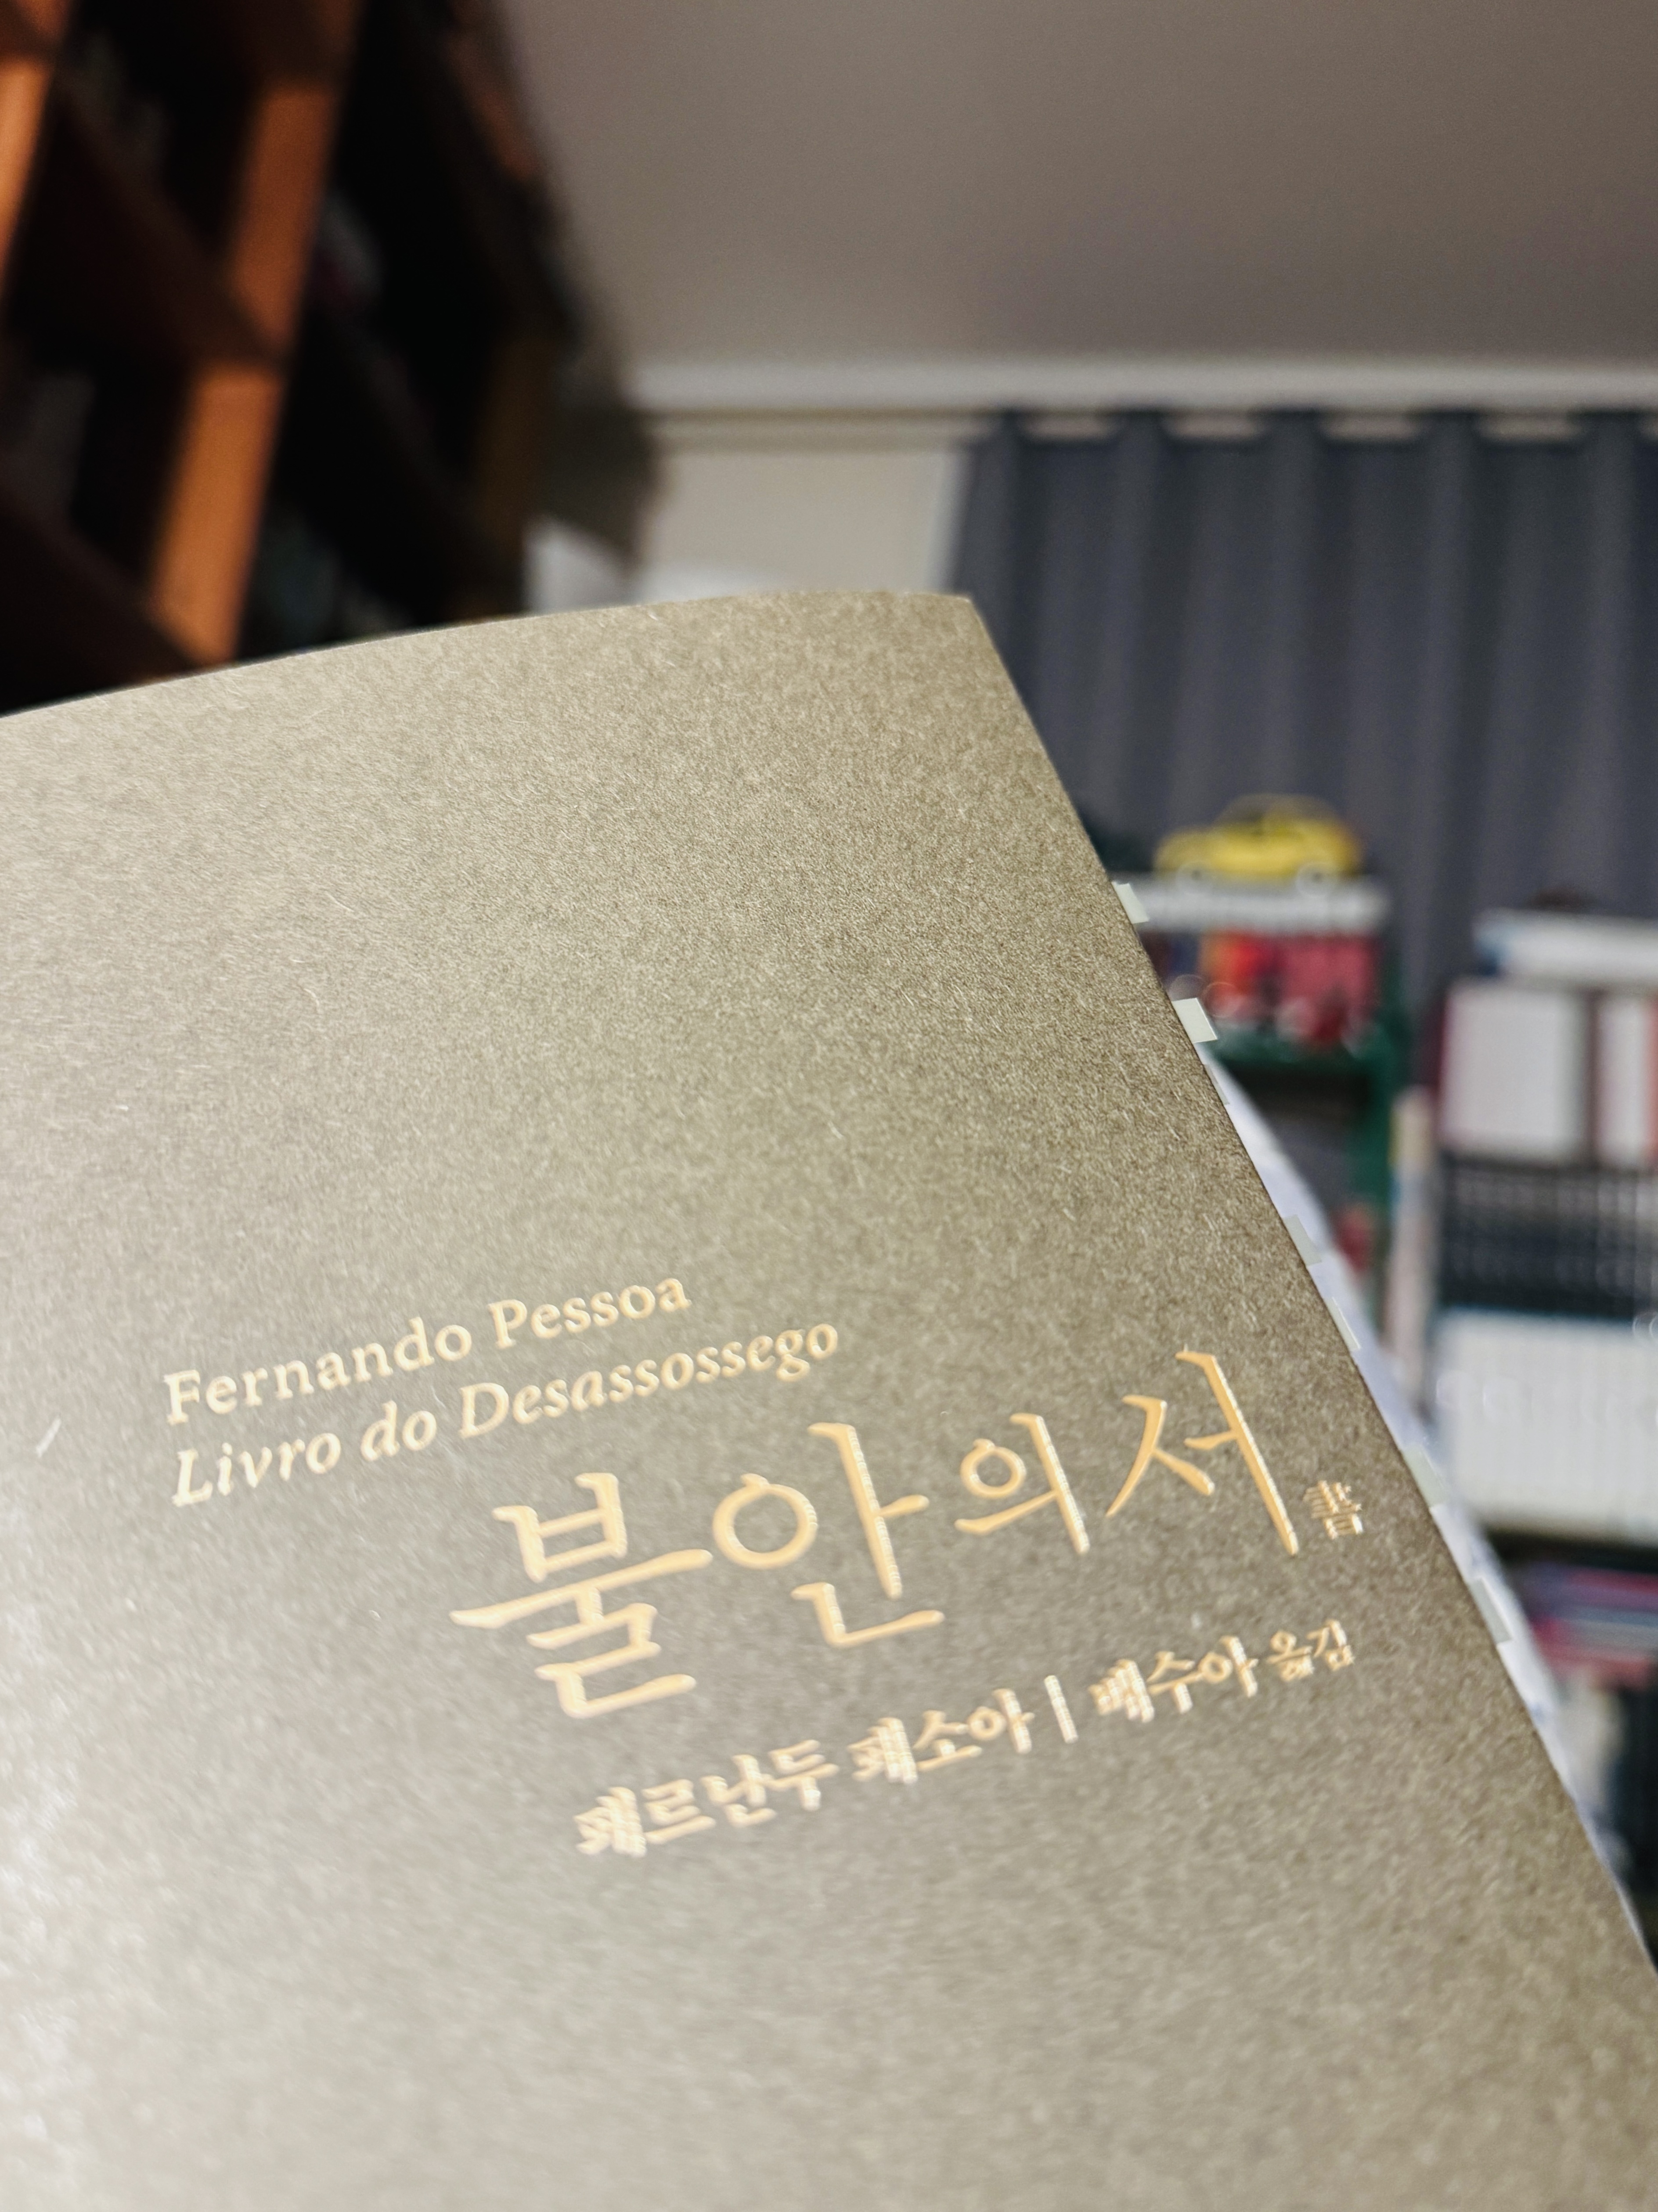 Fernando Pessoa
Livro do Desassossego
불안의 서 書
페르난두 페소아 | 배수아 옮김